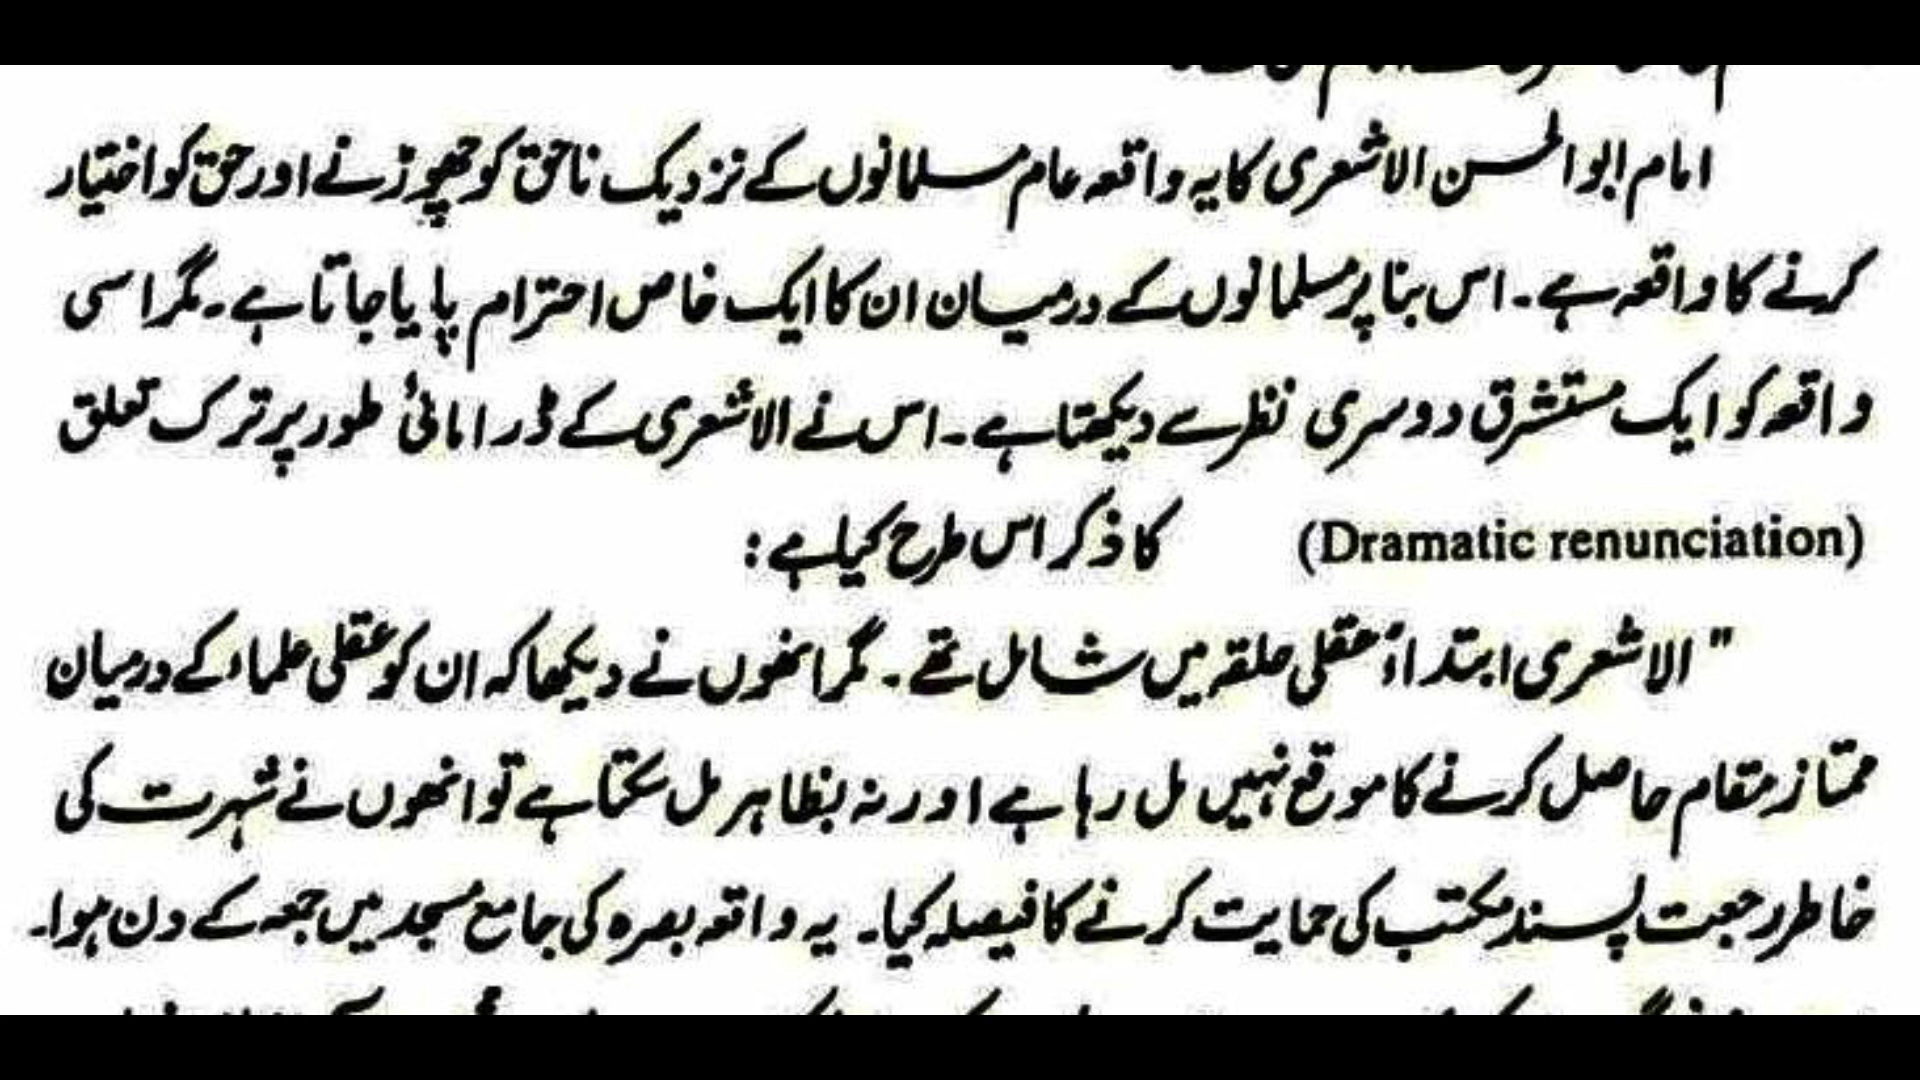 امام ابوالحسن الاشعری کا یہ واقعہ عام مسلمانوں کے نزدیک ناحق کو چھوڑنے اور حق کو اختیار
کرنے کا واقعہ ہے۔ اس بنا پر مسلمانوں کے درمیان ان کا ایک خاص احترام پایا جاتا ہے۔ مگر اسی
واقعہ کو ایک مستشرق دوسری نظر سے دیکھتا ہے۔ اس نے الاشعری کے ڈرامائی طور پر ترک تعلق
(Dramatic renunciation) کا ذکر اس طرح کیا ہے :
" الاشعری ابتداءً عقلی حلقہ میں شامل تھے۔ مگر انھوں نے دیکھا کہ ان کو عقلی علماء کے درمیان
ممتاز مقام حاصل کرنے کا موقع نہیں مل رہا ہے اور نہ بظاہر مل سکتا ہے تو انھوں نے شہرت کی
خاطر رجعت پسند مکتب کی حمایت کرنے کا فیصلہ کیا۔ یہ واقعہ بصرہ کی جامع مسجد میں جمعہ کے دن ہوا۔